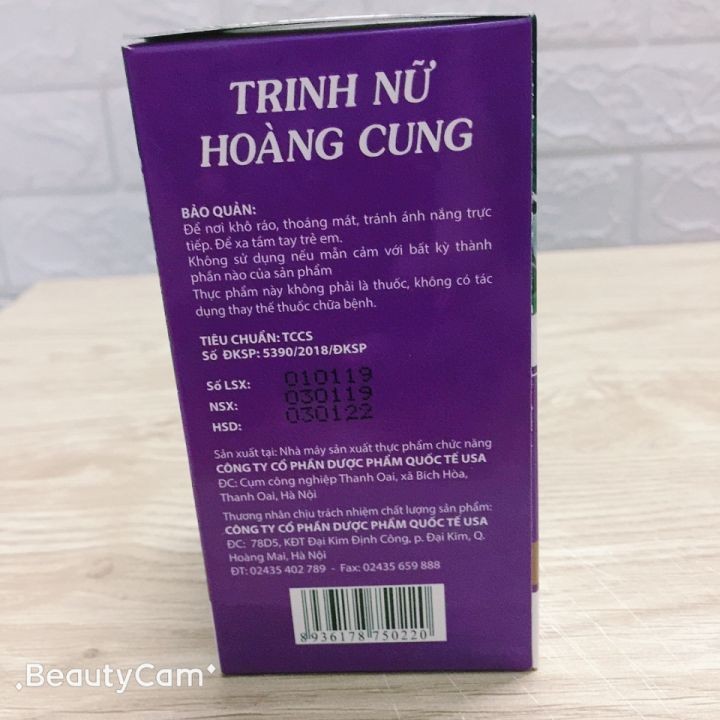 TRINH NỮ
HOÀNG CUNG
BẢO QUẢN:
Để nơi khô ráo, thoáng mát, tránh ánh nắng trực
tiếp. Để xa tầm tay trẻ em.
Không sử dụng nếu mẫn cảm với bất kỳ thành
phần nào của sản phẩm
Thực phẩm này không phải là thuốc, không có tác
dụng thay thế thuốc chữa bệnh.
TIÊU CHUẨN: TCCS
Số ĐKSP: 5390/2018/ĐKSP
Số LSX: 010119
NSX: 030119
HSD: 030122
Sản xuất tại: Nhà máy sản xuất thực phẩm chức năng
CÔNG TY CỔ PHẦN DƯỢC PHẨM QUỐC TẾ USA
ĐC: Cụm công nghiệp Thanh Oai, xã Bích Hòa,
Thanh Oai, Hà Nội
Thương nhân chịu trách nhiệm chất lượng sản phẩm:
CÔNG TY CỔ PHẦN DƯỢC PHẨM QUỐC TẾ USA
ĐC: 78D5, KĐT Đại Kim Định Công, p. Đại Kim, Q.
Hoàng Mai, Hà Nội
ĐT: 02435 402 789 - Fax: 02435 659 888
8936178 750220
BeautyCam